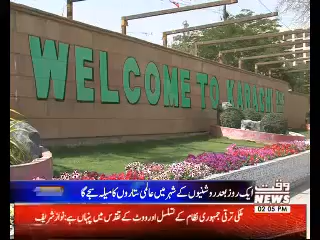 WELCOME TO KARACHI
ایک روز بعد روشنیوں کے شہر میں عالمی ستاروں کا میلہ سجے گا
وقت
NEWS
ملکی ترقی جمہوری نظام کے تسلسل اور ووٹ کے تقدس میں پنہاں ہے: نواز شریف
02:05 PM